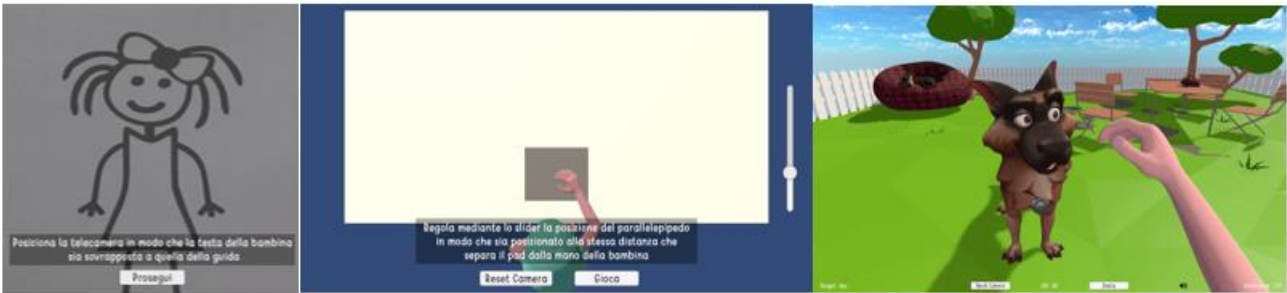 Posiziona la telecamera in modo che la testa della bambina
sia sovrapposta a quella della guida
Prosegui
Regola mediante lo slider la posizione del parallelepipedo
in modo che sia posizionato alla stessa distanza che
separa il pad dalla mano della bambina
Reset Camera
Gioca
Reset Camera